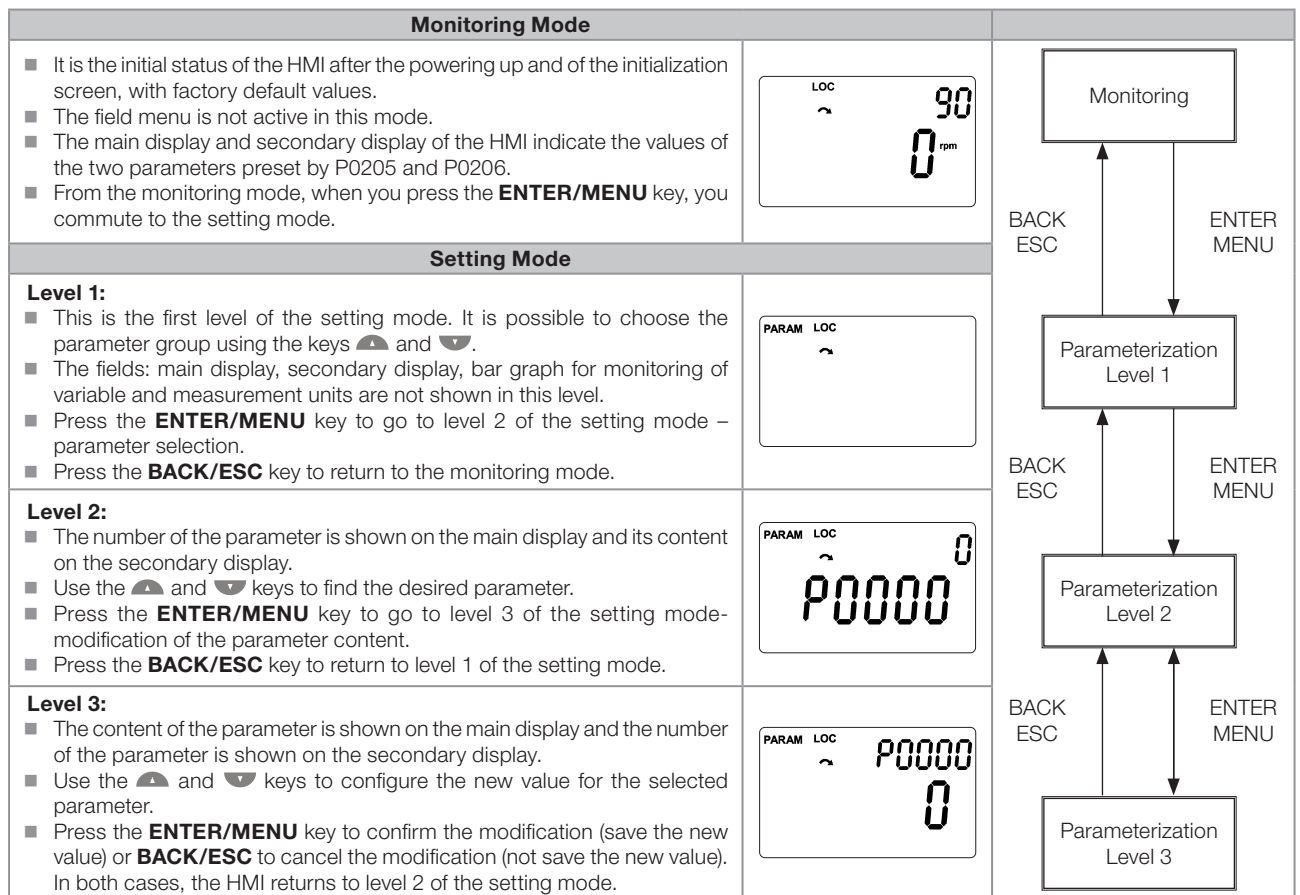 Monitoring Mode
■ It is the initial status of the HMI after the powering up and of the initialization
screen, with factory default values.
■ The field menu is not active in this mode.
■ The main display and secondary display of the HMI indicate the values of
the two parameters preset by P0205 and P0206.
■ From the monitoring mode, when you press the ENTER/MENU key, you
commute to the setting mode.
LOC
90
0 rpm
Setting Mode
Level 1:
■ This is the first level of the setting mode. It is possible to choose the
parameter group using the keys and .
■ The fields: main display, secondary display, bar graph for monitoring of
variable and measurement units are not shown in this level.
■ Press the ENTER/MENU key to go to level 2 of the setting mode –
parameter selection.
■ Press the BACK/ESC key to return to the monitoring mode.
PARAM LOC
Level 2:
■ The number of the parameter is shown on the main display and its content
on the secondary display.
■ Use the and keys to find the desired parameter.
■ Press the ENTER/MENU key to go to level 3 of the setting mode-
modification of the parameter content.
■ Press the BACK/ESC key to return to level 1 of the setting mode.
PARAM LOC
0
P0000
Level 3:
■ The content of the parameter is shown on the main display and the number
of the parameter is shown on the secondary display.
■ Use the and keys to configure the new value for the selected
parameter.
■ Press the ENTER/MENU key to confirm the modification (save the new
value) or BACK/ESC to cancel the modification (not save the new value).
In both cases, the HMI returns to level 2 of the setting mode.
PARAM LOC
P0000
0
Monitoring
BACK
ESC
ENTER
MENU
Parameterization
Level 1
BACK
ESC
ENTER
MENU
Parameterization
Level 2
BACK
ESC
ENTER
MENU
Parameterization
Level 3